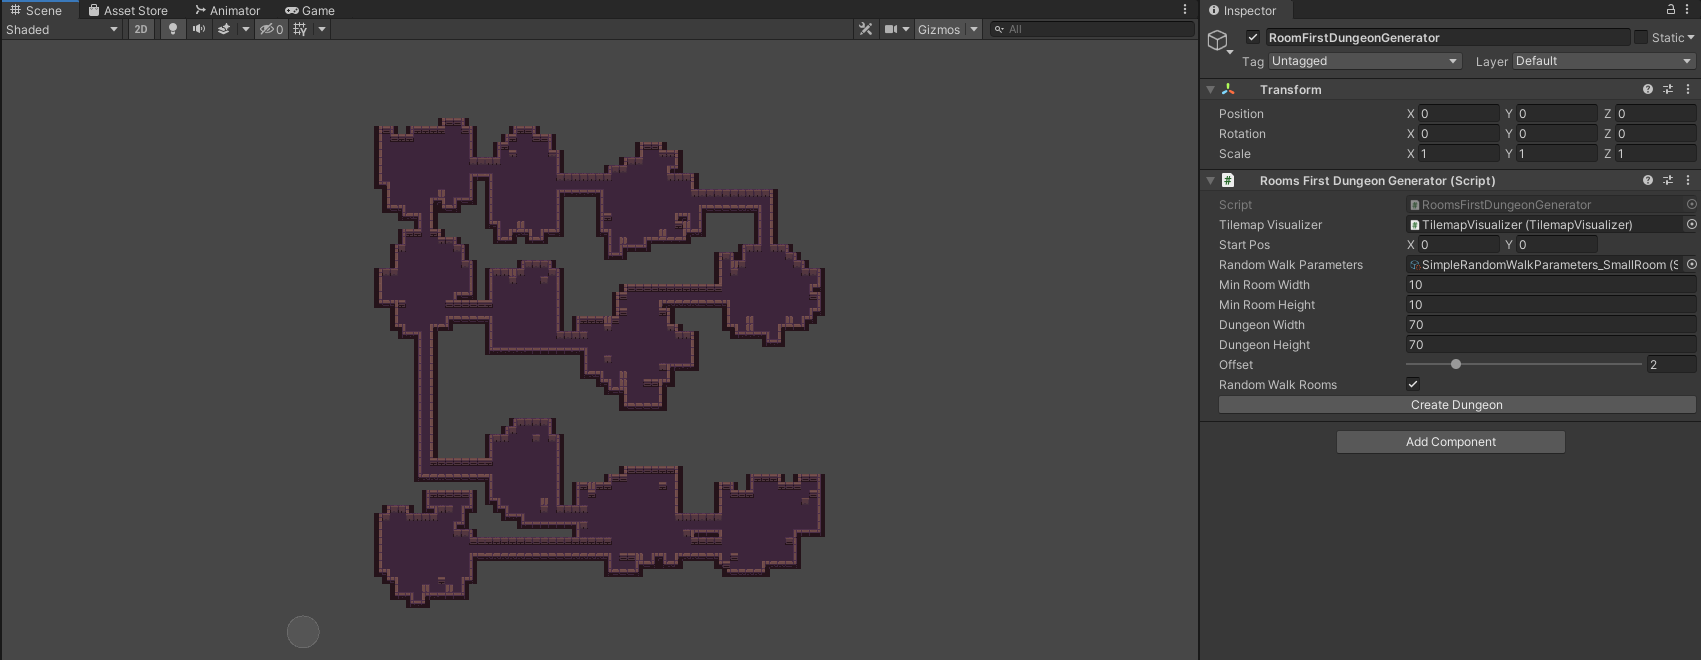 Scene Asset Store Animator Game
Shaded 2D 0 Gizmos All
Inspector
RoomFirstDungeonGenerator Static
Tag Untagged Layer Default
Transform
Position X 0 Y 0 Z 0
Rotation X 0 Y 0 Z 0
Scale X 1 Y 1 Z 1
# Rooms First Dungeon Generator (Script)
Script # RoomsFirstDungeonGenerator
Tilemap Visualizer # TilemapVisualizer (TilemapVisualizer)
Start Pos X 0 Y 0
Random Walk Parameters SimpleRandomWalkParameters_SmallRoom (S
Min Room Width 10
Min Room Height 10
Dungeon Width 70
Dungeon Height 70
Offset 2
Random Walk Rooms
Create Dungeon
Add Component